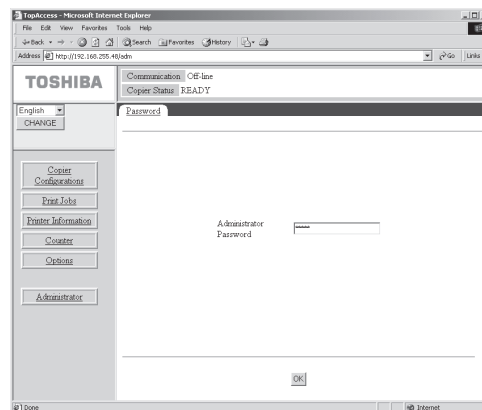 TopAccess - Microsoft Internet Explorer
File Edit View Favorites Tools Help
Back Search Favorites History
Address http://192.168.255.48/adm Go Links
TOSHIBA
Communication Off-line
Copier Status READY
English
CHANGE
Password
Copier
Configurations
Print Jobs
Printer Information
Counter
Options
Administrator
Administrator
Password
OK
Done Internet